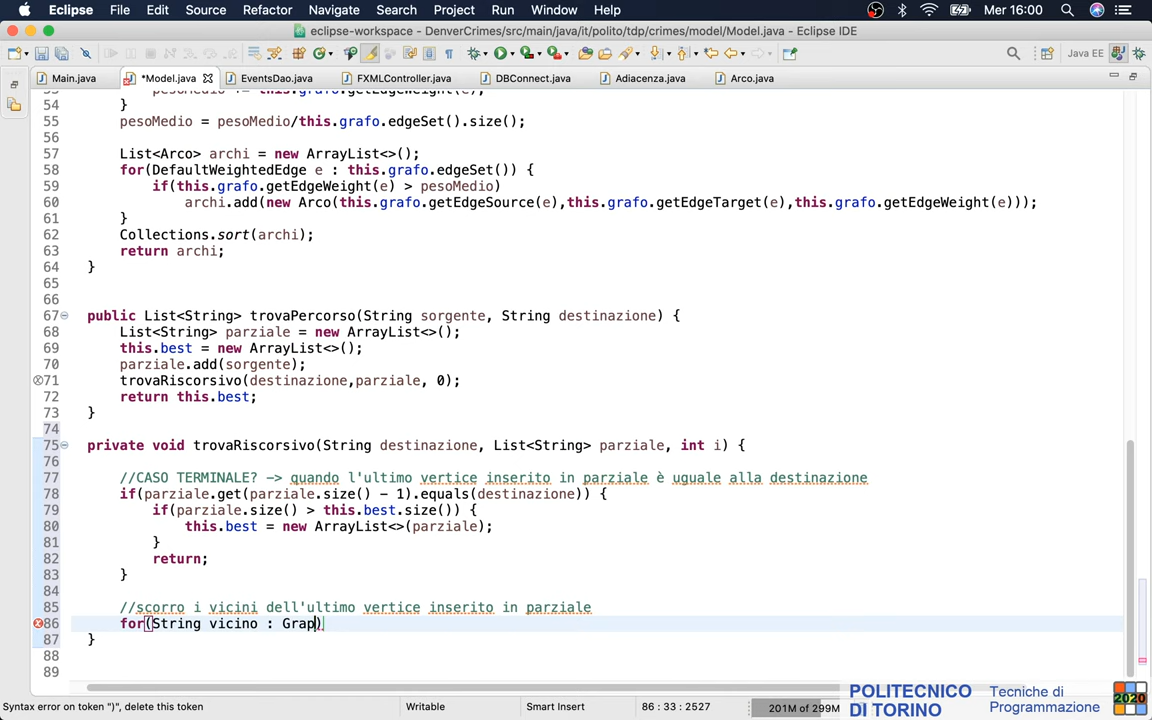 Eclipse File Edit Source Refactor Navigate Search Project Run Window Help Mer 16:00
eclipse-workspace - DenverCrimes/src/main/java/it/polito/tdp/crimes/model/Model.java - Eclipse IDE
Java EE
Main.java *Model.java EventsDao.java FXMLController.java DBConnect.java Adiacenza.java Arco.java
54 }
55 pesoMedio = pesoMedio/this.grafo.edgeSet().size();
56
57 List<Arco> archi = new ArrayList<>();
58 for(DefaultWeightedEdge e : this.grafo.edgeSet()) {
59 if(this.grafo.getEdgeWeight(e) > pesoMedio)
60 archi.add(new Arco(this.grafo.getEdgeSource(e),this.grafo.getEdgeTarget(e),this.grafo.getEdgeWeight(e)));
61 }
62 Collections.sort(archi);
63 return archi;
64 }
65
66
67 public List<String> trovaPercorso(String sorgente, String destinazione) {
68 List<String> parziale = new ArrayList<>();
69 this.best = new ArrayList<>();
70 parziale.add(sorgente);
71 trovaRiscorsivo(destinazione,parziale, 0);
72 return this.best;
73 }
74
75 private void trovaRiscorsivo(String destinazione, List<String> parziale, int i) {
76
77 //CASO TERMINALE? -> quando l'ultimo vertice inserito in parziale è uguale alla destinazione
78 if(parziale.get(parziale.size() - 1).equals(destinazione)) {
79 if(parziale.size() > this.best.size()) {
80 this.best = new ArrayList<>(parziale);
81 }
82 return;
83 }
84
85 //scorro i vicini dell'ultimo vertice inserito in parziale
86 for(String vicino : Grap)
87 }
88
89
Syntax error on token ")", delete this token Writable Smart Insert 86 : 33 : 2527 201M of 299M
POLITECNICO
DI TORINO
Tecniche di
Programmazione
2020